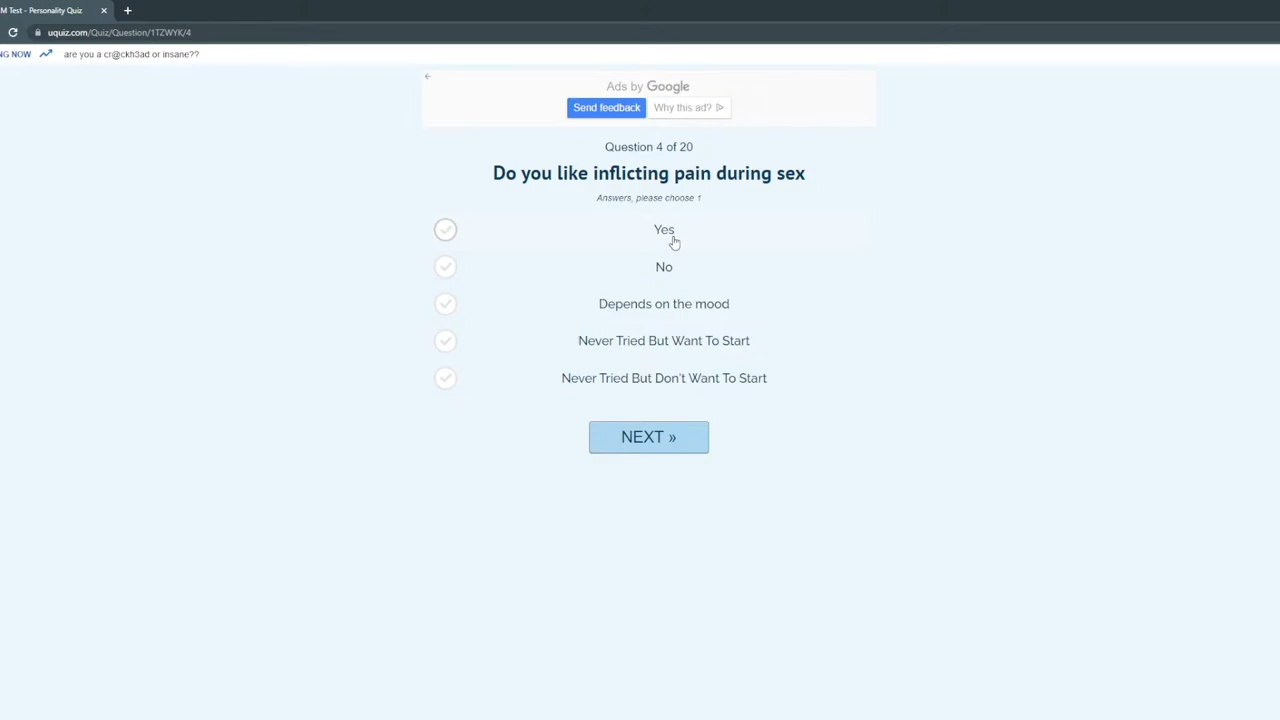 M Test - Personality Quiz
uquiz.com/Quiz/Question/1TZWYK/4
NG NOW are you a cr@ckh3ad or insane??
Ads by Google
Send feedback Why this ad?
Question 4 of 20
Do you like inflicting pain during sex
Answers, please choose 1
Yes
No
Depends on the mood
Never Tried But Want To Start
Never Tried But Don't Want To Start
NEXT »